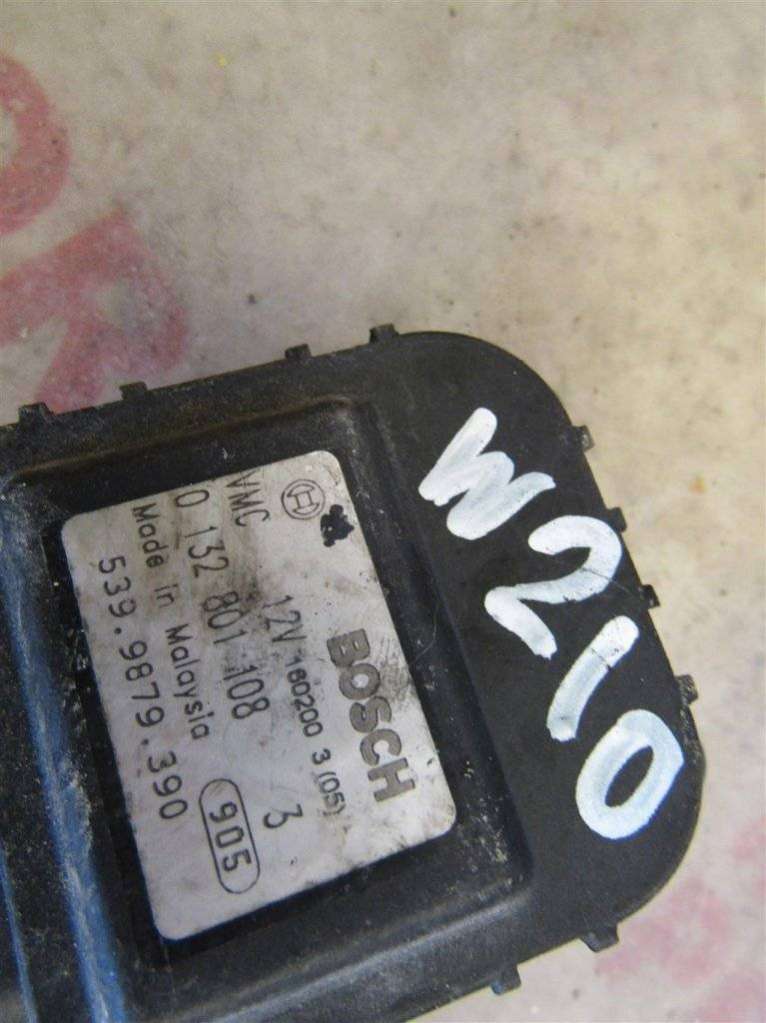 BOSCH
12V 180200 3 (05)
VMC
0 132 801 108 3
Made in Malaysia
539.9879.390 905
W210